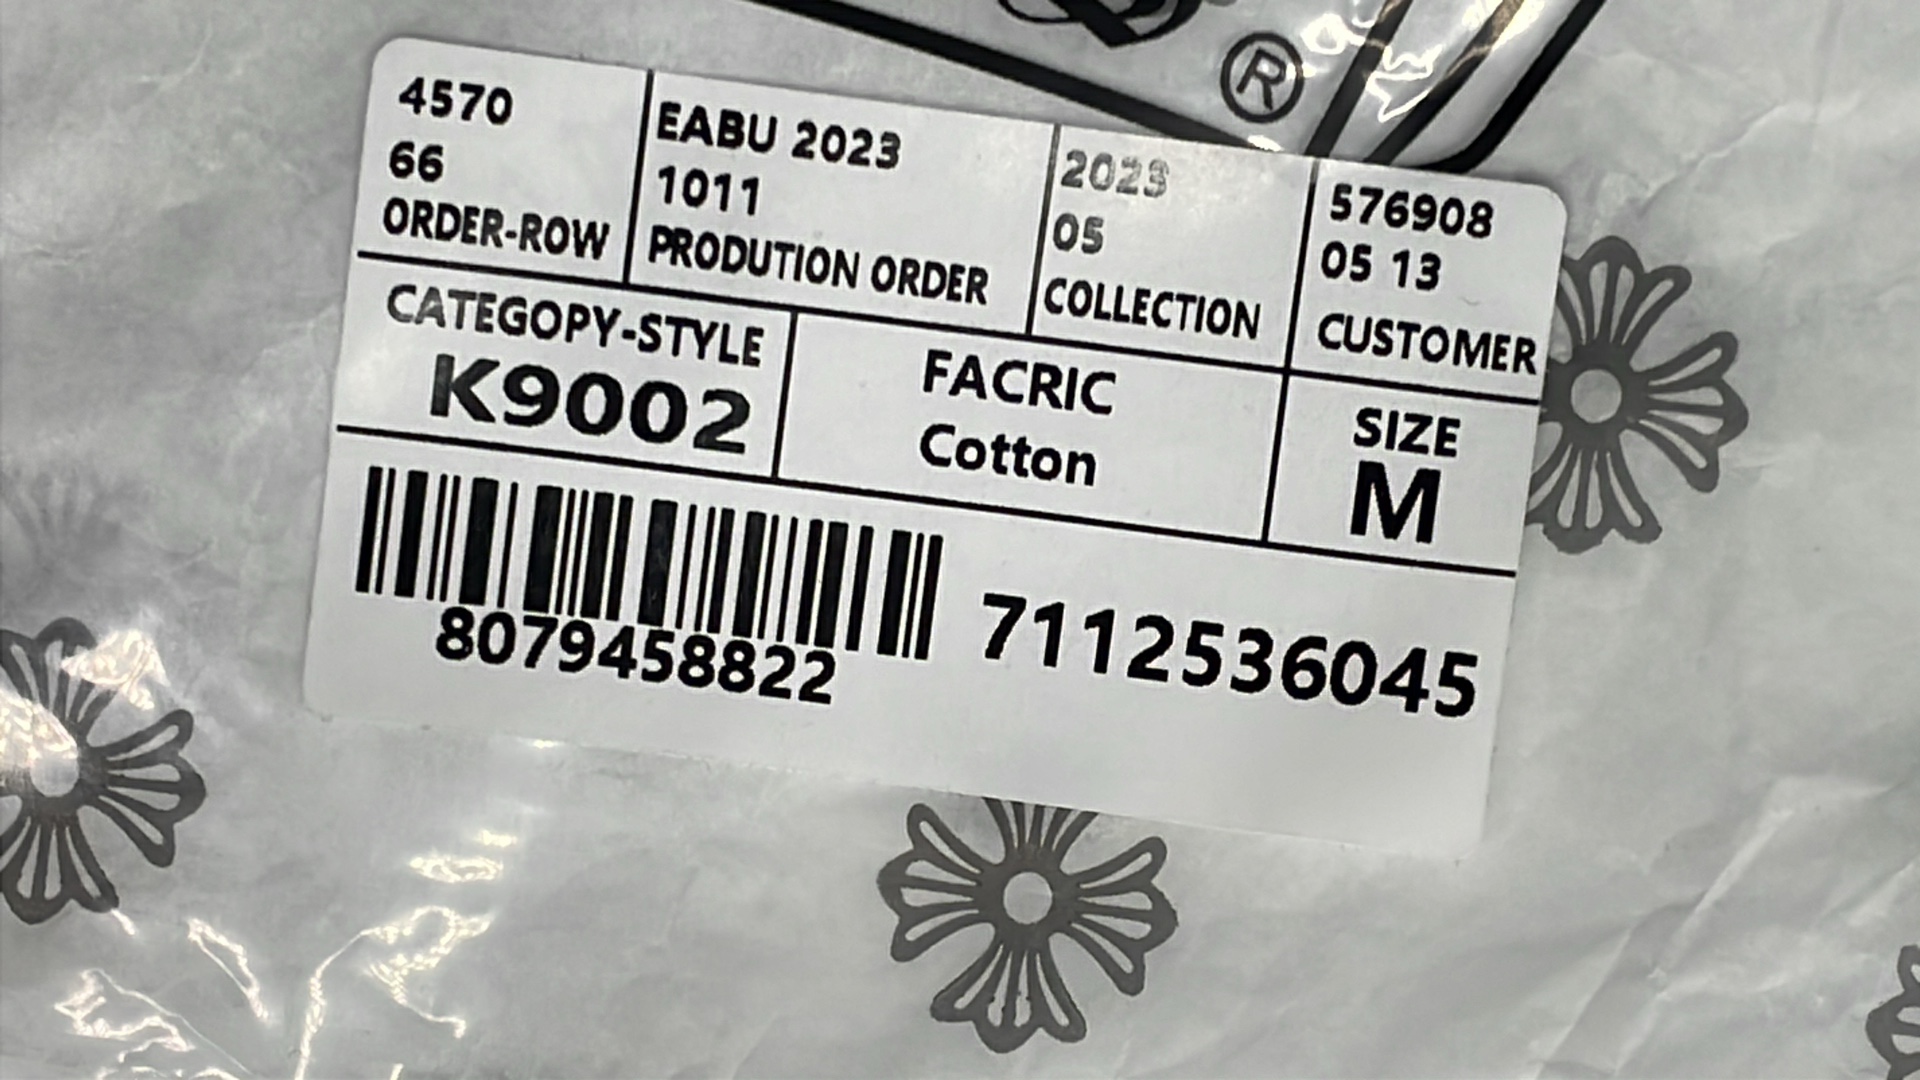 ®
4570
66
ORDER-ROW
EABU 2023
1011
PRODUTION ORDER
2023
05
COLLECTION
576908
05 13
CUSTOMER
CATEGOPY-STYLE
K9002
FACRIC
Cotton
SIZE
M
8079458822
7112536045